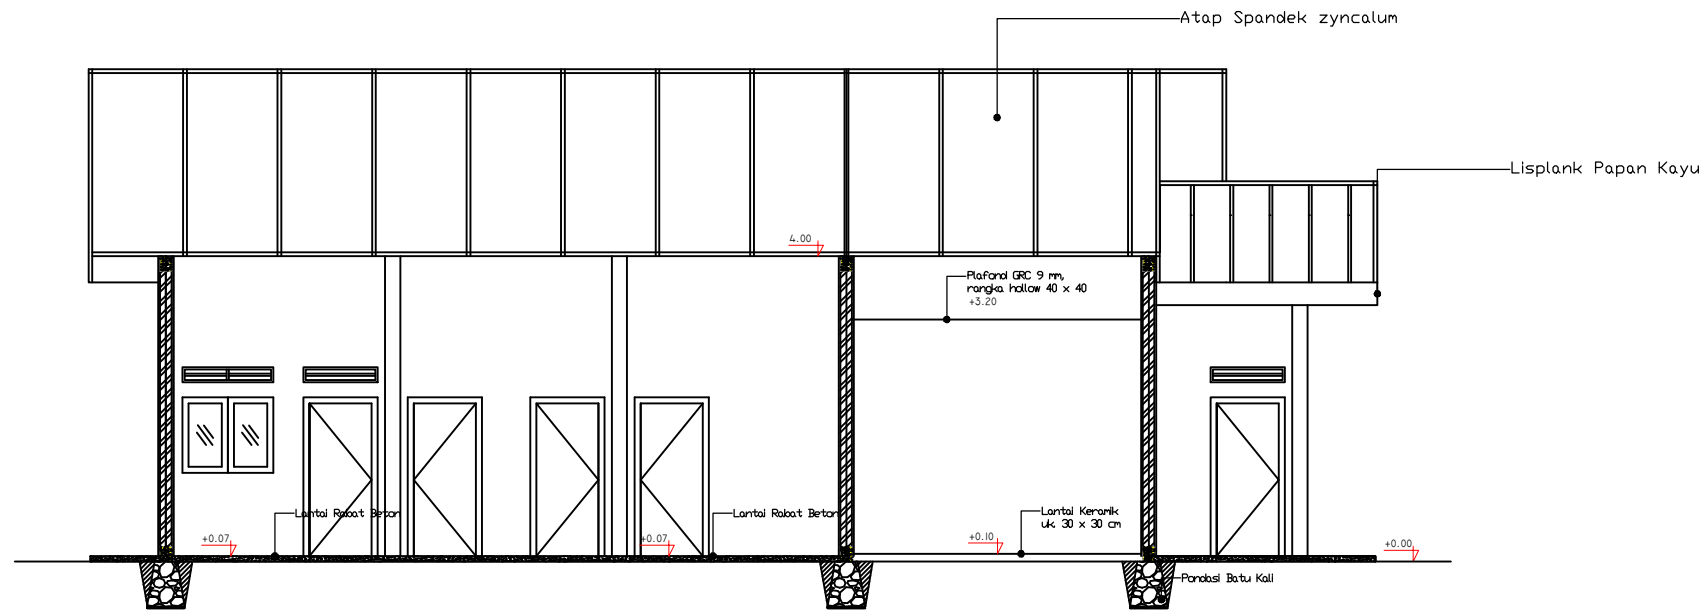 Atap Spandek zyncalum
Lisplank Papan Kayu
4.00
Plafond GRC 9 mm,
rangka hollow 40 x 40
+3.20
Lantai Rabat Beton
Lantai Rabat Beton
Lantai Keramik
uk. 30 x 30 cm
+0.07
+0.07
+0.10
+0.00
Pondasi Batu Kali